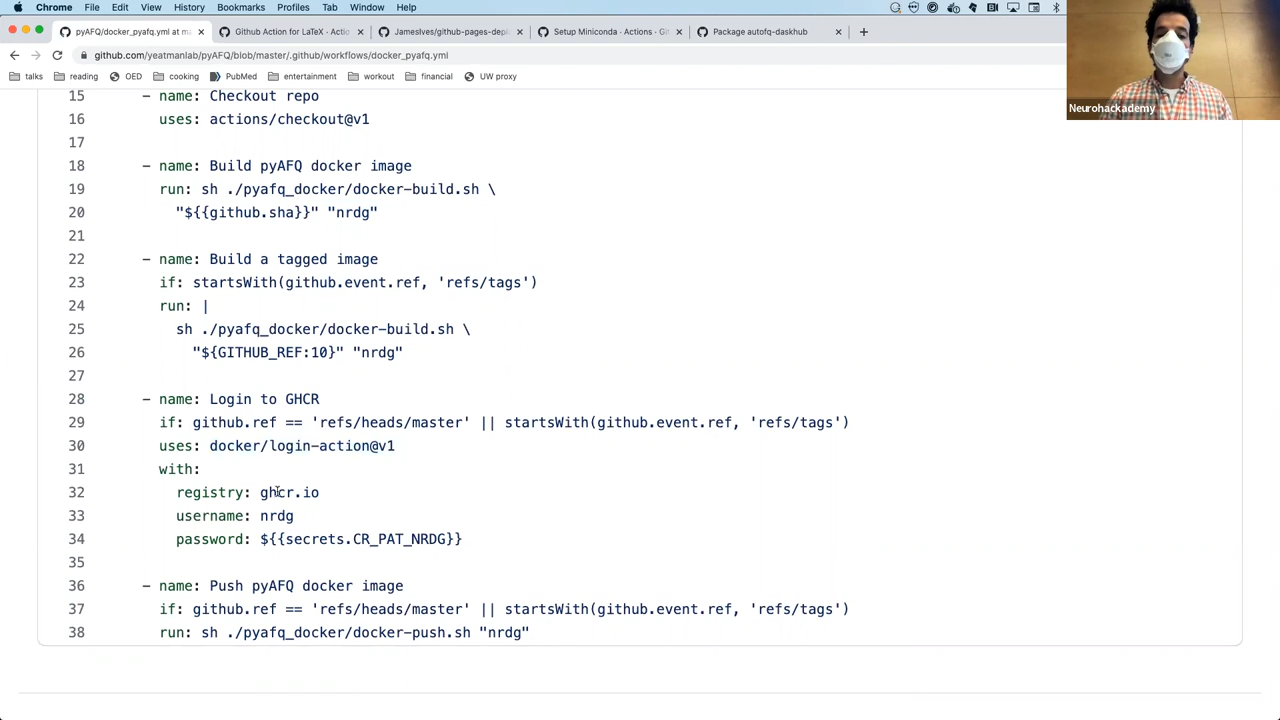 Chrome File Edit View History Bookmarks Profiles Tab Window Help
pyAFQ/docker_pyafq.yml at ma × Github Action for LaTeX · Actio × JamesIves/github-pages-deplo × Setup Miniconda · Actions · Git × Package autofq-daskhub × +
github.com/yeatmanlab/pyAFQ/blob/master/.github/workflows/docker_pyafq.yml
talks reading OED cooking PubMed entertainment workout financial UW proxy
Neurohackademy
15 - name: Checkout repo
16 uses: actions/checkout@v1
17
18 - name: Build pyAFQ docker image
19 run: sh ./pyafq_docker/docker-build.sh \
20 "${{github.sha}}" "nrdg"
21
22 - name: Build a tagged image
23 if: startsWith(github.event.ref, 'refs/tags')
24 run: |
25 sh ./pyafq_docker/docker-build.sh \
26 "${GITHUB_REF:10}" "nrdg"
27
28 - name: Login to GHCR
29 if: github.ref == 'refs/heads/master' || startsWith(github.event.ref, 'refs/tags')
30 uses: docker/login-action@v1
31 with:
32 registry: ghcr.io
33 username: nrdg
34 password: ${{secrets.CR_PAT_NRDG}}
35
36 - name: Push pyAFQ docker image
37 if: github.ref == 'refs/heads/master' || startsWith(github.event.ref, 'refs/tags')
38 run: sh ./pyafq_docker/docker-push.sh "nrdg"